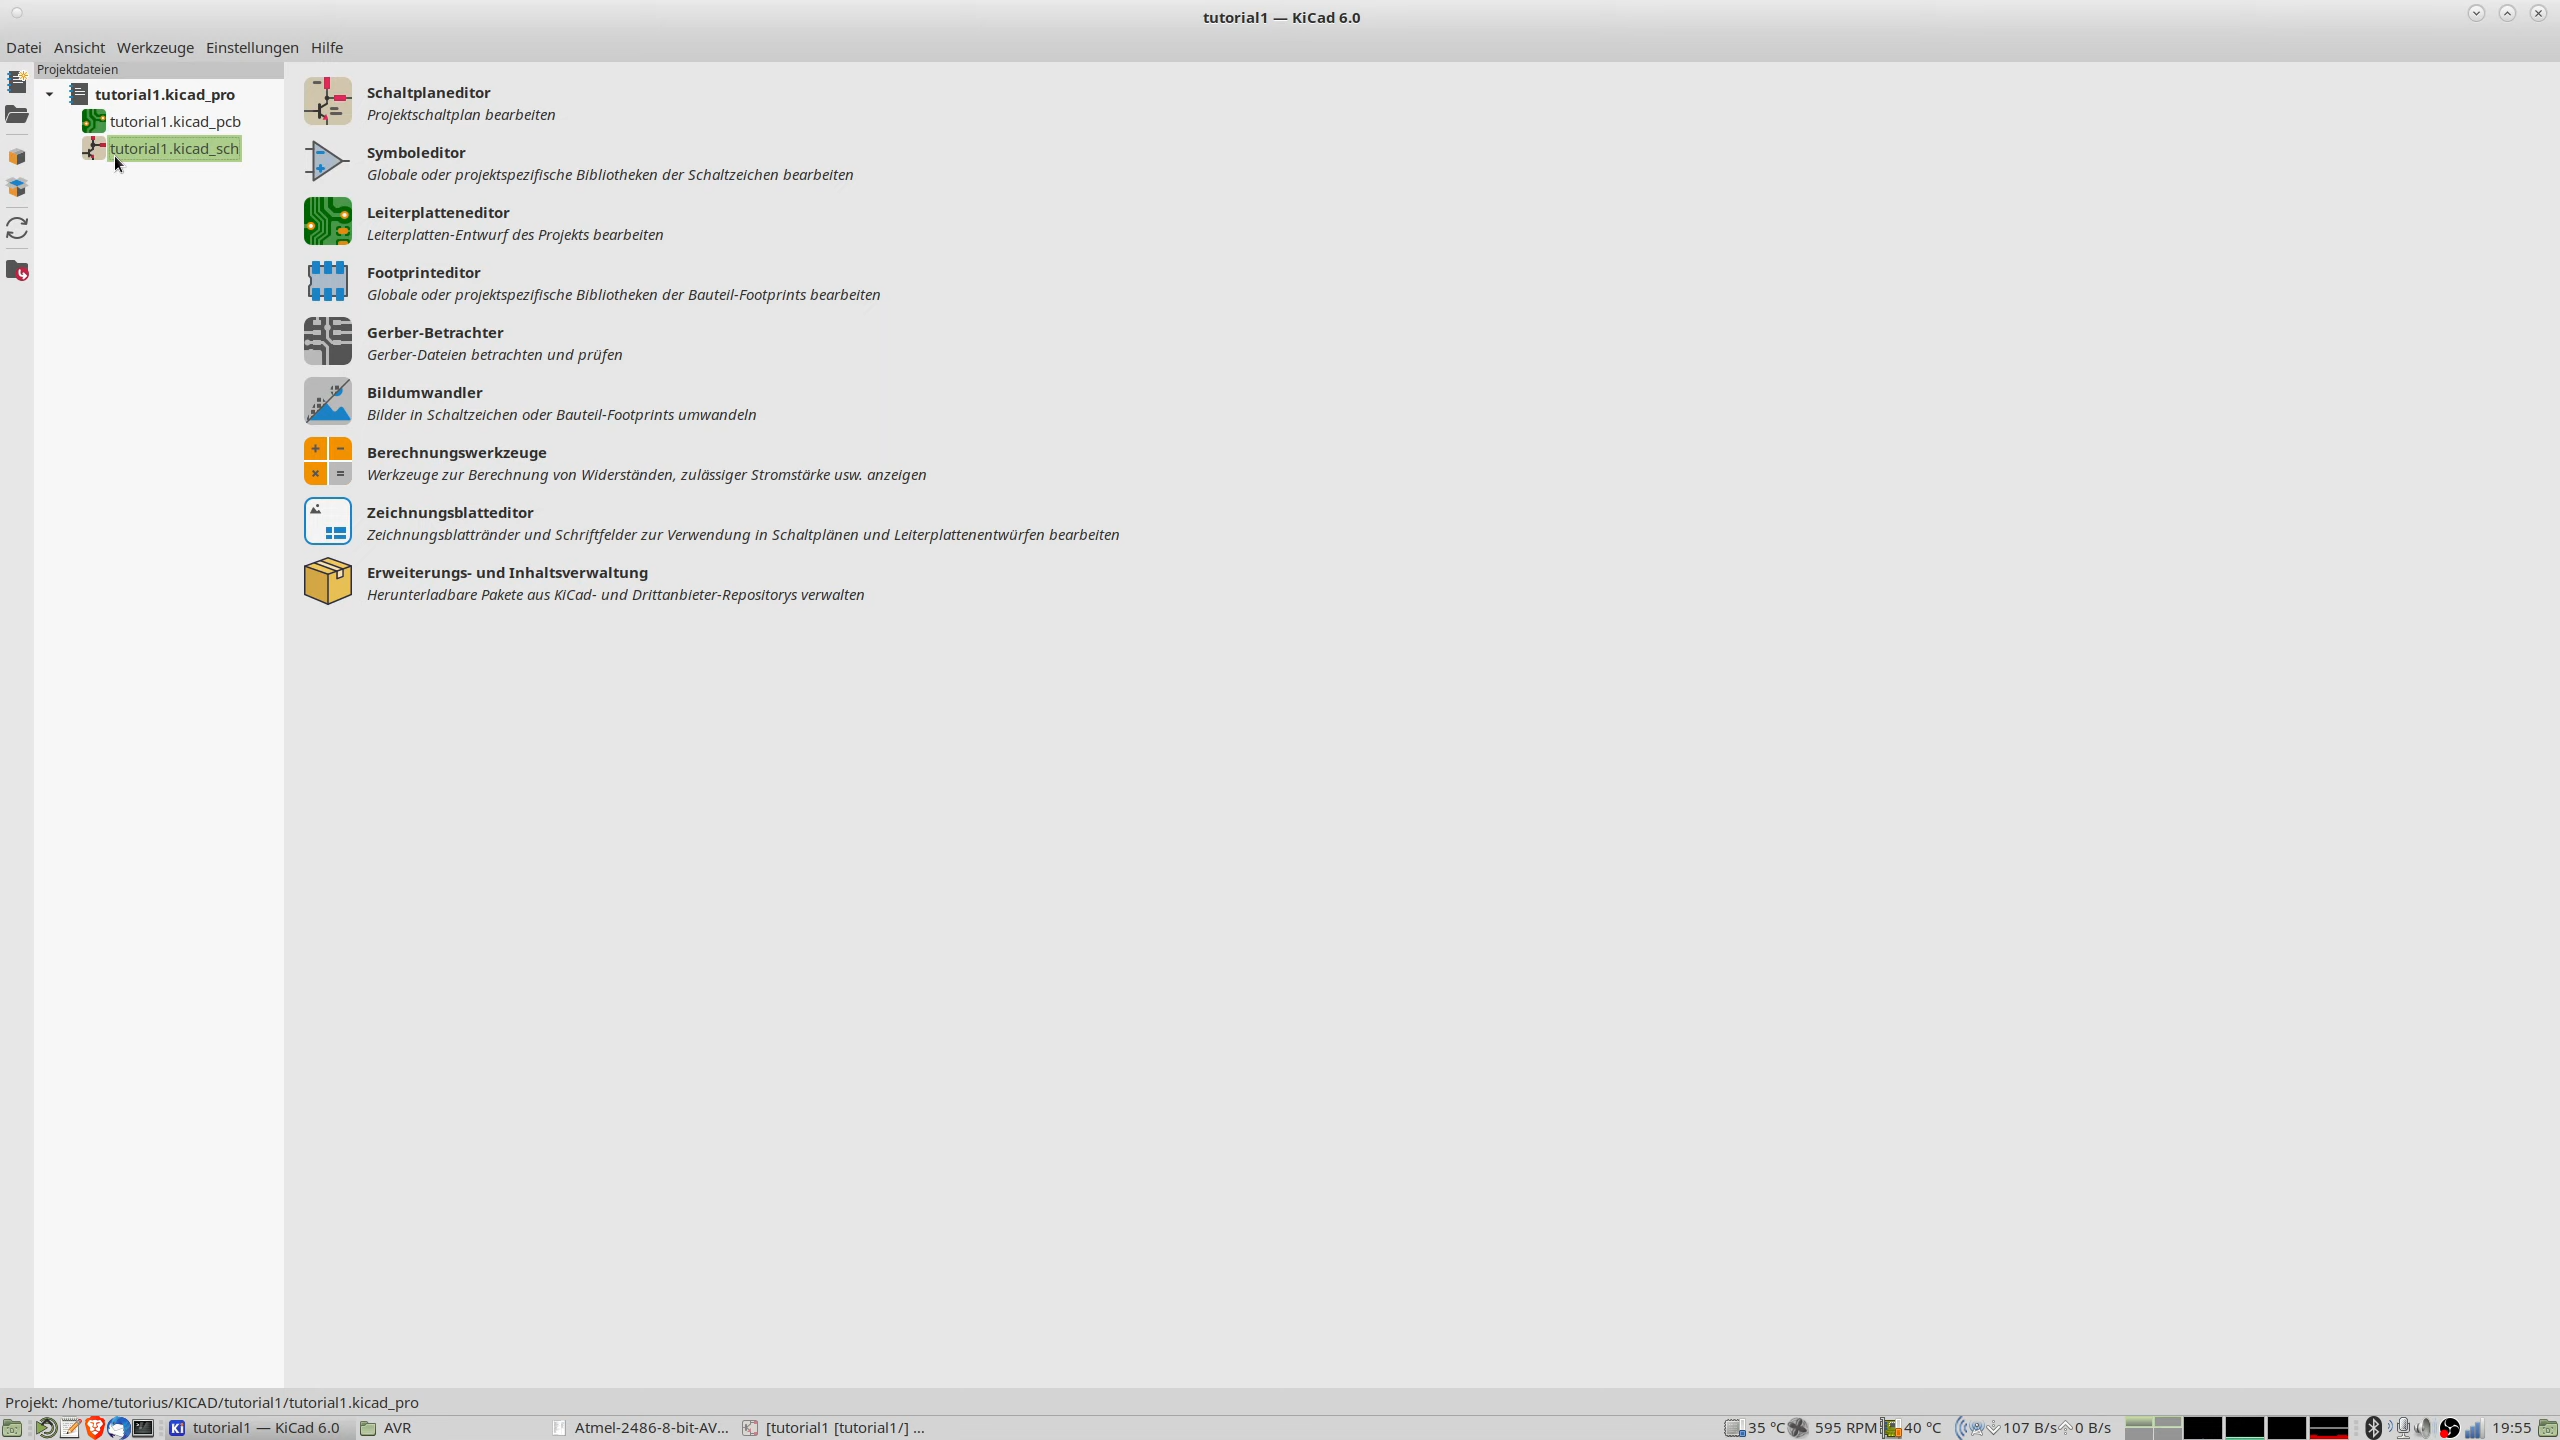 tutorial1 — KiCad 6.0
Datei Ansicht Werkzeuge Einstellungen Hilfe
Projektdateien
tutorial1.kicad_pro
tutorial1.kicad_pcb
tutorial1.kicad_sch
Schaltplaneditor
Projektschaltplan bearbeiten
Symboleditor
Globale oder projektspezifische Bibliotheken der Schaltzeichen bearbeiten
Leiterplatteneditor
Leiterplatten-Entwurf des Projekts bearbeiten
Footprinteditor
Globale oder projektspezifische Bibliotheken der Bauteil-Footprints bearbeiten
Gerber-Betrachter
Gerber-Dateien betrachten und prüfen
Bildumwandler
Bilder in Schaltzeichen oder Bauteil-Footprints umwandeln
Berechnungswerkzeuge
Werkzeuge zur Berechnung von Widerständen, zulässiger Stromstärke usw. anzeigen
Zeichnungsblatteditor
Zeichnungsblattränder und Schriftfelder zur Verwendung in Schaltplänen und Leiterplattenentwürfen bearbeiten
Erweiterungs- und Inhaltsverwaltung
Herunterladbare Pakete aus KiCad- und Drittanbieter-Repositorys verwalten
Projekt: /home/tutorius/KICAD/tutorial1/tutorial1.kicad_pro
Ki tutorial1 — KiCad 6.0 AVR Atmel-2486-8-bit-AV... [tutorial1 [tutorial1/] ... 35 °C 595 RPM 40 °C 107 B/s 0 B/s 19:55